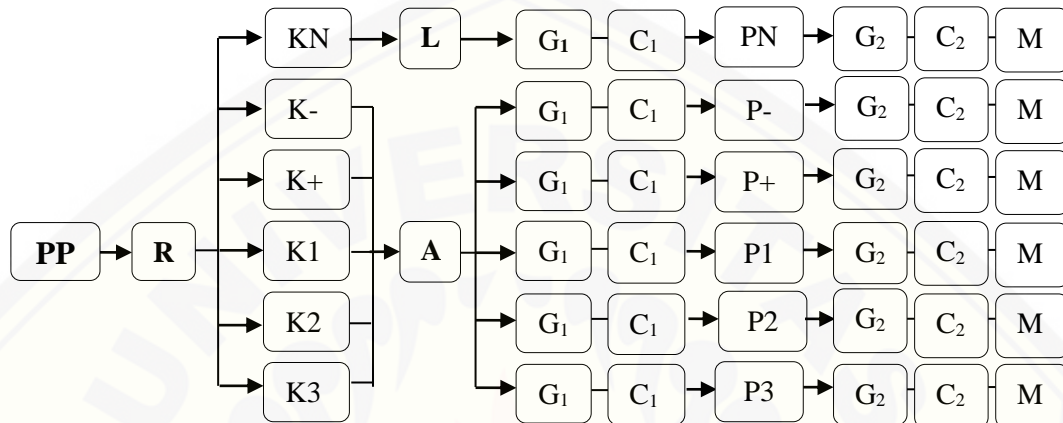 KN L G₁ C₁ PN G₂ C₂ M
K- G₁ C₁ P- G₂ C₂ M
K+ G₁ C₁ P+ G₂ C₂ M
PP R K1 A G₁ C₁ P1 G₂ C₂ M
K2 G₁ C₁ P2 G₂ C₂ M
K3 G₁ C₁ P3 G₂ C₂ M
UNIVERSITAS